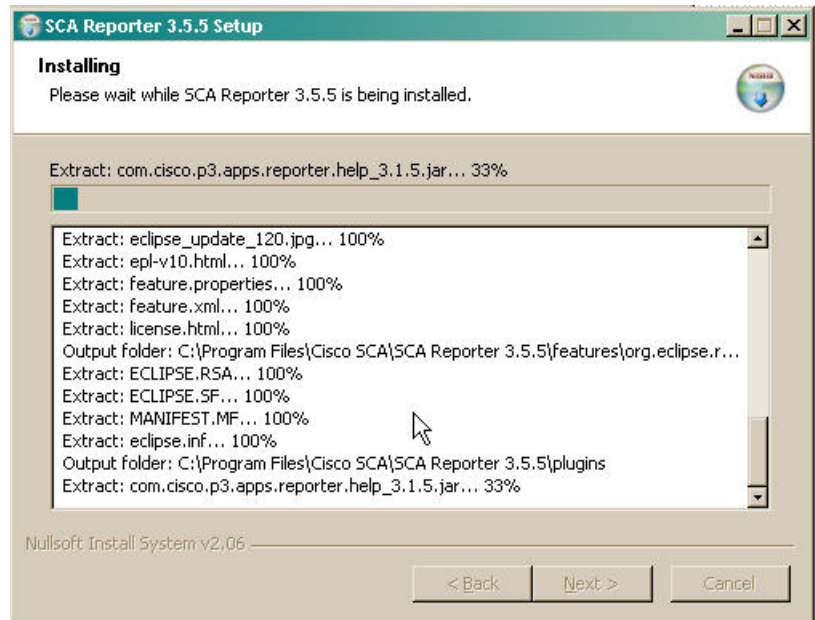 SCA Reporter 3.5.5 Setup
Installing
Please wait while SCA Reporter 3.5.5 is being installed.
Extract: com.cisco.p3.apps.reporter.help_3.1.5.jar... 33%
Extract: eclipse_update_120.jpg... 100%
Extract: epl-v10.html... 100%
Extract: feature.properties... 100%
Extract: feature.xml... 100%
Extract: license.html... 100%
Output folder: C:\Program Files\Cisco SCA\SCA Reporter 3.5.5\features\org.eclipse.r...
Extract: ECLIPSE.RSA... 100%
Extract: ECLIPSE.SF... 100%
Extract: MANIFEST.MF... 100%
Extract: eclipse.inf... 100%
Output folder: C:\Program Files\Cisco SCA\SCA Reporter 3.5.5\plugins
Extract: com.cisco.p3.apps.reporter.help_3.1.5.jar... 33%
Nullsoft Install System v2.06
< Back Next > Cancel